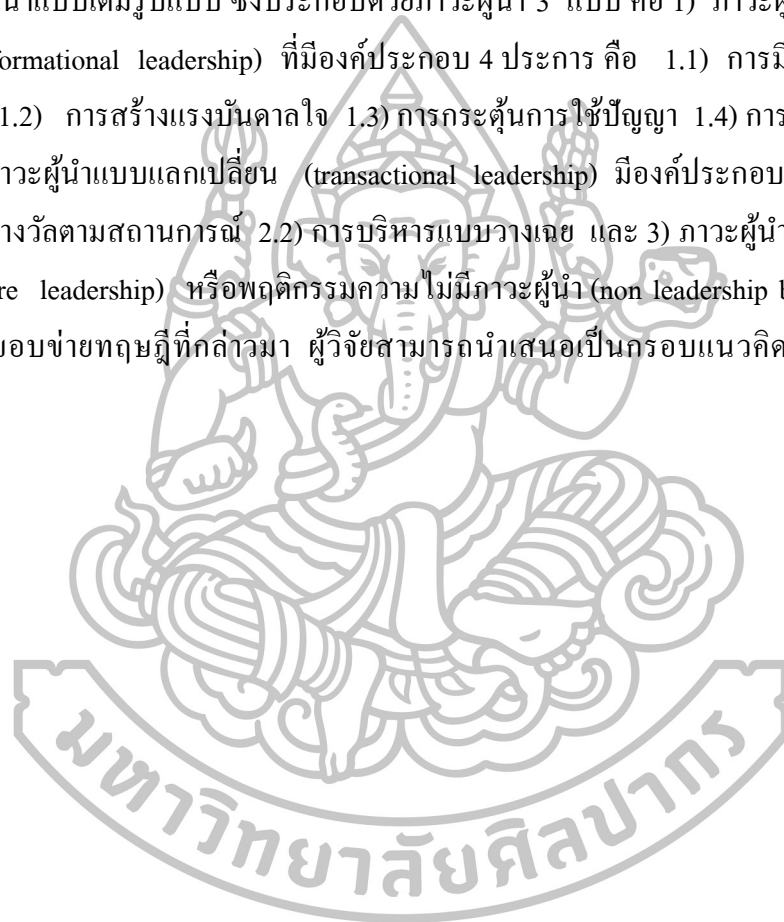 นำแบบเต็มรูปแบบ ซึ่งประกอบด้วยภาวะผู้นำ 3 แบบ คือ 1) ภาวะผู้
formational leadership) ที่มีองค์ประกอบ 4 ประการ คือ 1.1) การมี
1.2) การสร้างแรงบันดาลใจ 1.3) การกระตุ้นการใช้ปัญญา 1.4) การ
าวะผู้นำแบบแลกเปลี่ยน (transactional leadership) มีองค์ประกอบ
างวัลตามสถานการณ์ 2.2) การบริหารแบบวางเฉย และ 3) ภาวะผู้นำ
re leadership) หรือพฤติกรรมความไม่มีภาวะผู้นำ (non leadership b
ขอบข่ายทฤษฎีที่กล่าวมา ผู้วิจัยสามารถนำเสนอเป็นกรอบแนวคิด
มหาวิทยาลัยศิลปากร